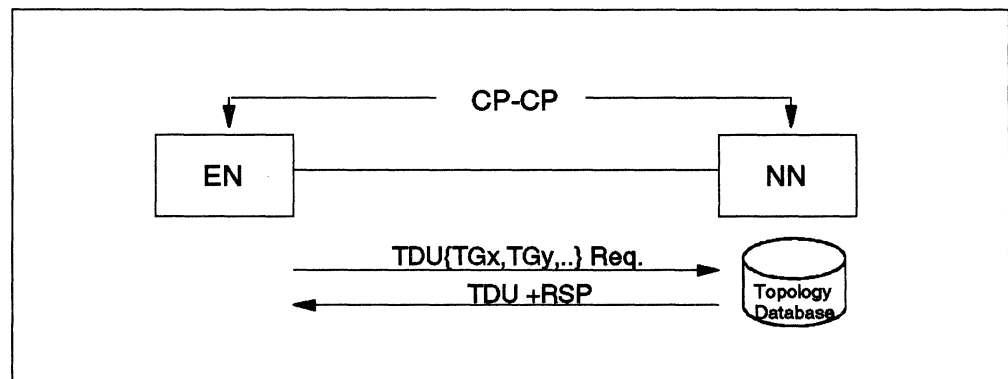 CP-CP
EN
NN
TDU{TGx,TGy,..} Req.
TDU +RSP
Topology
Database